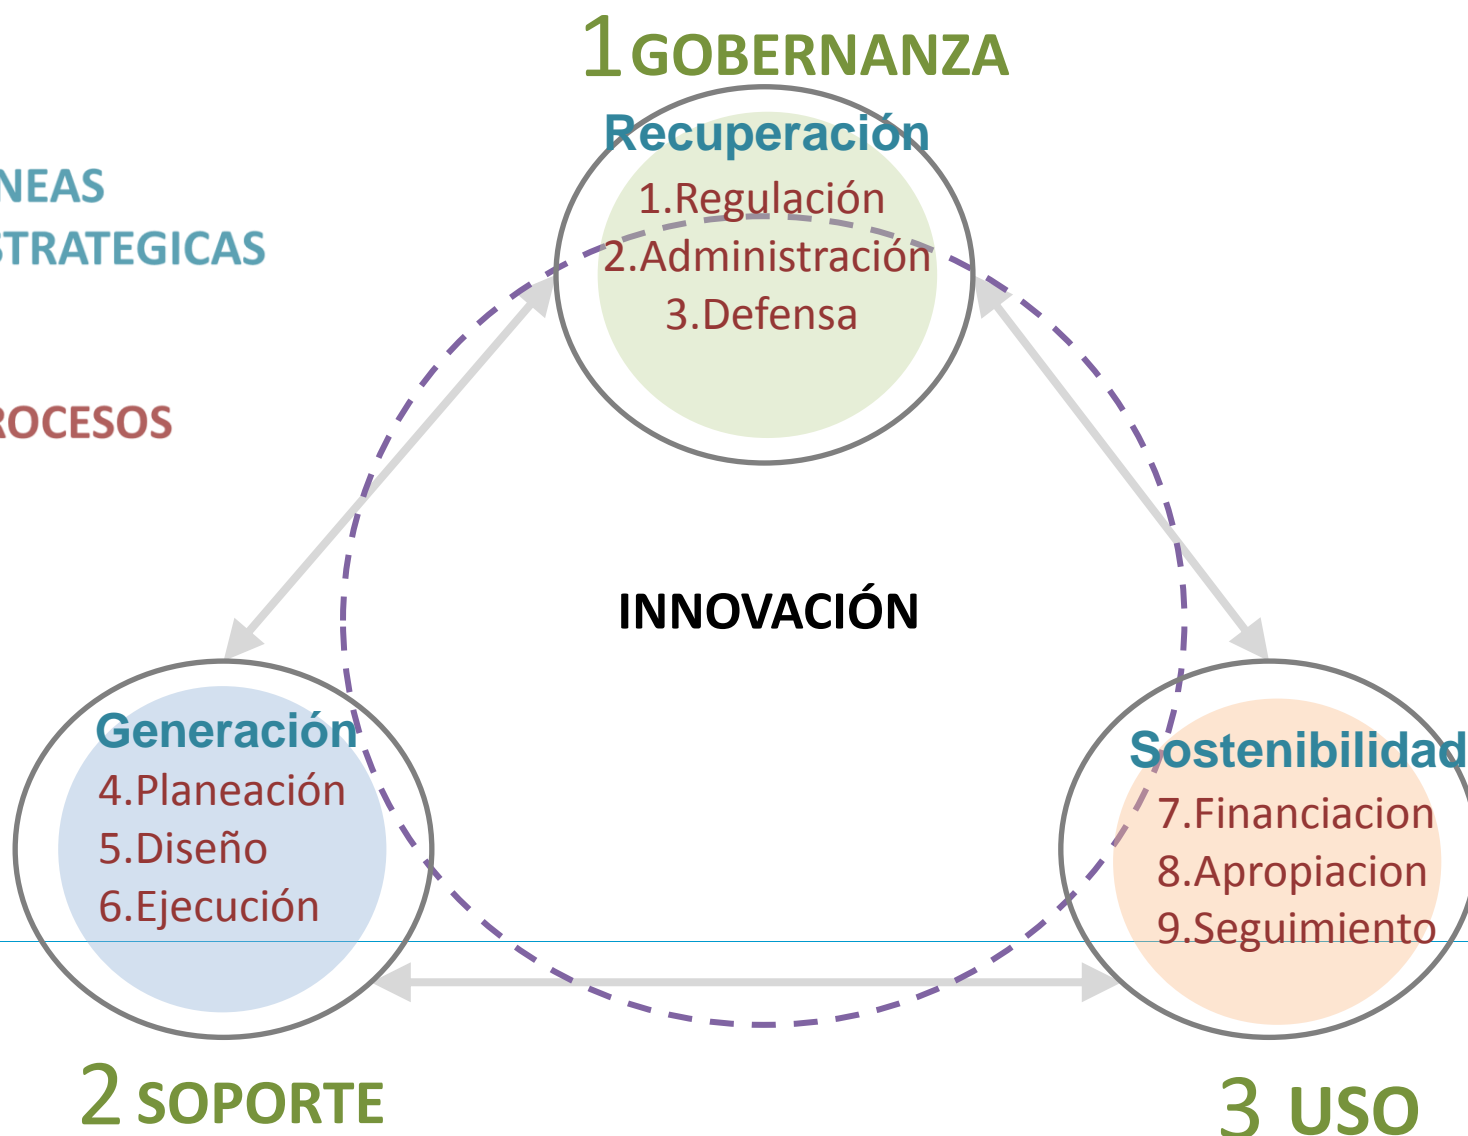 1 GOBERNANZA
Recuperación
1.Regulación
2.Administración
3.Defensa
NEAS
STRATEGICAS
ROCESOS
INNOVACIÓN
Generación
4.Planeación
5.Diseño
6.Ejecución
Sostenibilidad
7.Financiacion
8.Apropiacion
9.Seguimiento
2 SOPORTE
3 USO